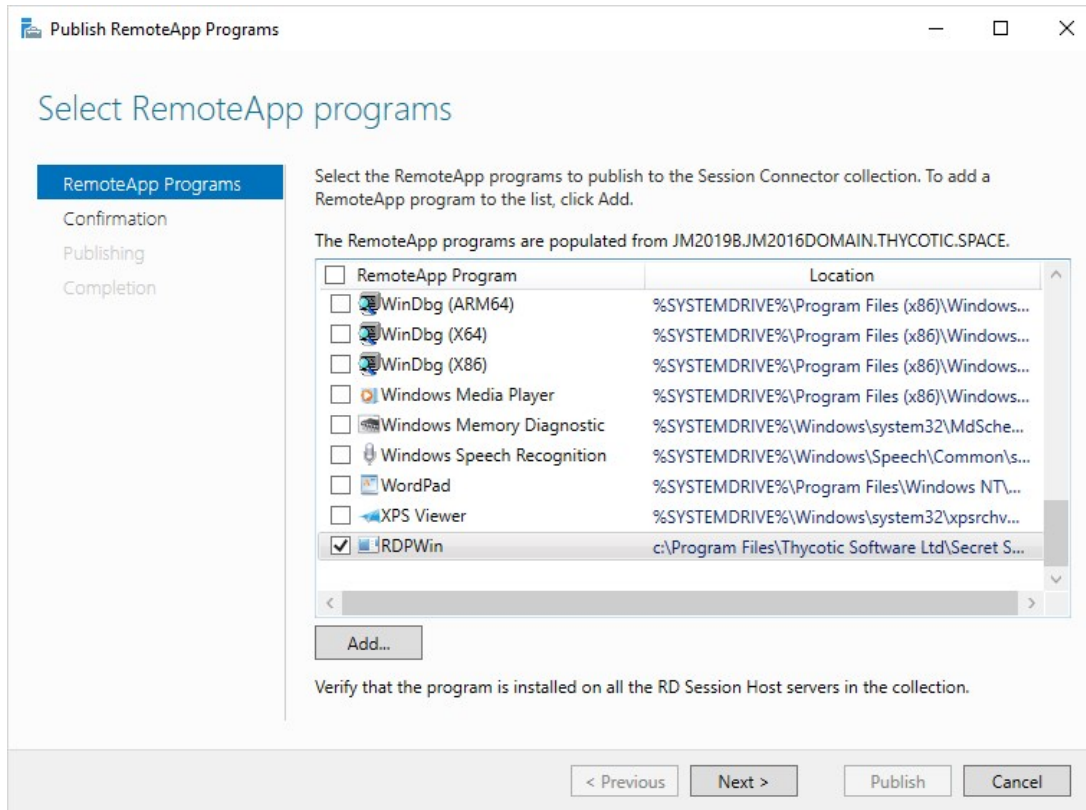 Publish RemoteApp Programs
Select RemoteApp programs
RemoteApp Programs
Confirmation
Publishing
Completion
Select the RemoteApp programs to publish to the Session Connector collection. To add a
RemoteApp program to the list, click Add.
The RemoteApp programs are populated from JM2019B.JM2016DOMAIN.THYCOTIC.SPACE.
RemoteApp Program Location
WinDbg (ARM64) %SYSTEMDRIVE%\Program Files (x86)\Windows...
WinDbg (X64) %SYSTEMDRIVE%\Program Files (x86)\Windows...
WinDbg (X86) %SYSTEMDRIVE%\Program Files (x86)\Windows...
Windows Media Player %SYSTEMDRIVE%\Program Files (x86)\Windows...
Windows Memory Diagnostic %SYSTEMDRIVE%\Windows\system32\MdSche...
Windows Speech Recognition %SYSTEMDRIVE%\Windows\Speech\Common\s...
WordPad %SYSTEMDRIVE%\Program Files\Windows NT\...
XPS Viewer %SYSTEMDRIVE%\Windows\system32\xpsrchv...
RDPWin c:\Program Files\Thycotic Software Ltd\Secret S...
Add...
Verify that the program is installed on all the RD Session Host servers in the collection.
< Previous Next > Publish Cancel